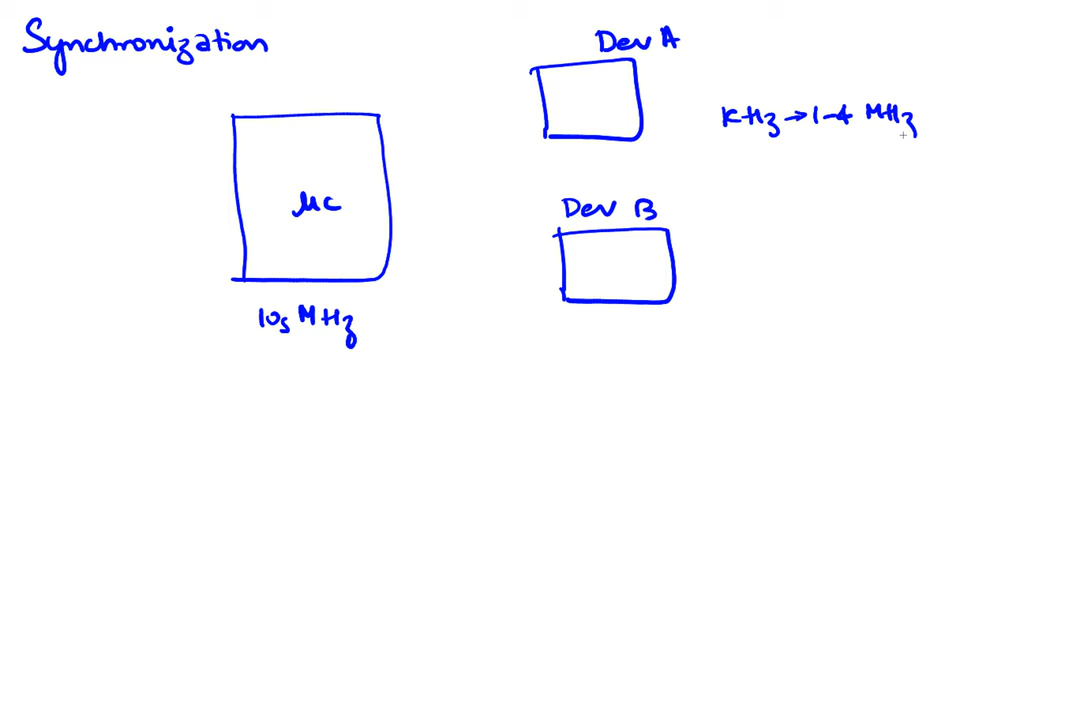 Synchronization
Dev A
KHz → 1-4 MHz
μc
Dev B
10s MHz